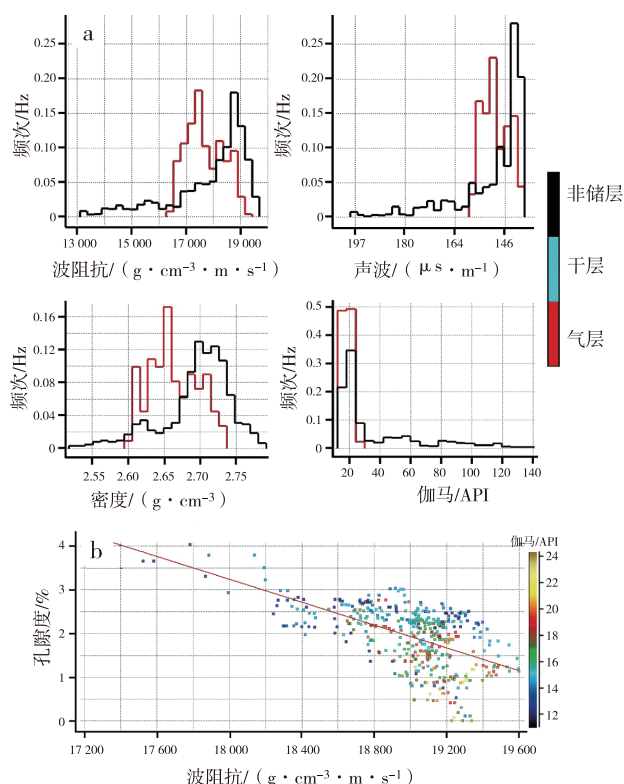 a
0.25
0.20
0.15
0.10
0.05
0
频次/Hz
13 000 15 000 17 000 19 000
波阻抗/（g·cm⁻³·m·s⁻¹）
0.25
0.20
0.15
0.10
0.05
0
频次/Hz
197 180 164 146
声波/（μs·m⁻¹）
非储层
干层
气层
0.16
0.12
0.08
0.04
0
频次/Hz
2.55 2.60 2.65 2.70 2.75
密度/（g·cm⁻³）
0.5
0.4
0.3
0.2
0.1
0
频次/Hz
20 40 60 80 100 120 140
伽马/API
b
4
3
2
1
0
孔隙度/%
17 200 17 600 18 000 18 400 18 800 19 200 19 600
波阻抗/（g·cm⁻³·m·s⁻¹）
伽马/API
24
22
20
18
16
14
12